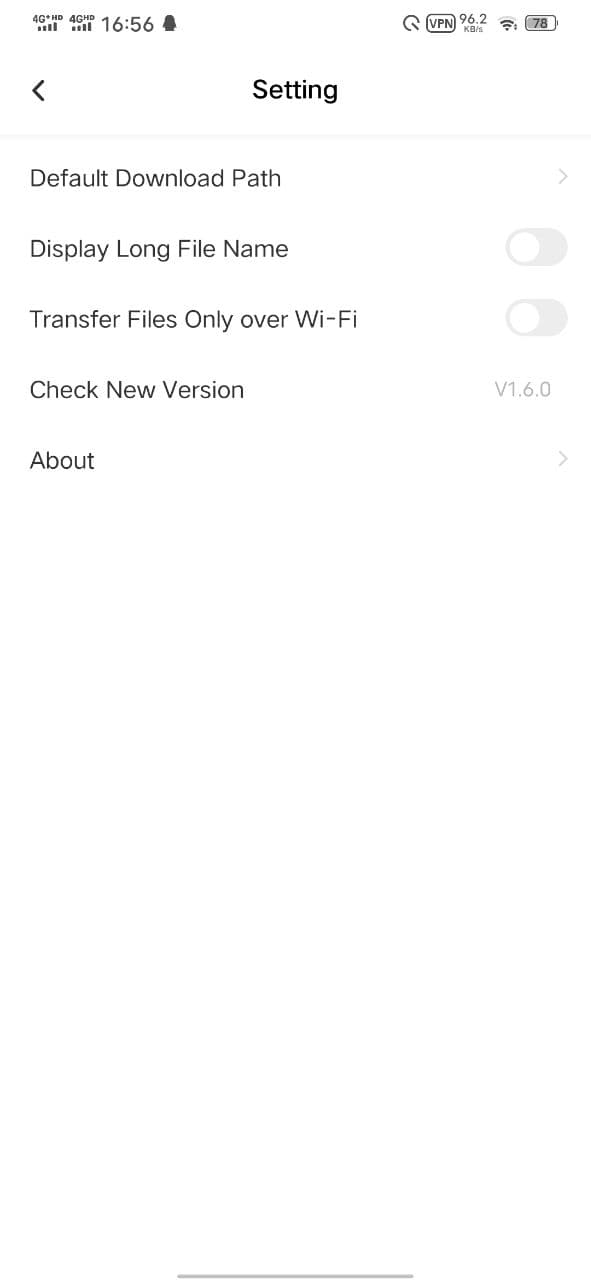 4G+HD 4GHD 16:56 VPN 96.2 KB/s 78
Setting
Default Download Path
Display Long File Name
Transfer Files Only over Wi-Fi
Check New Version V1.6.0
About